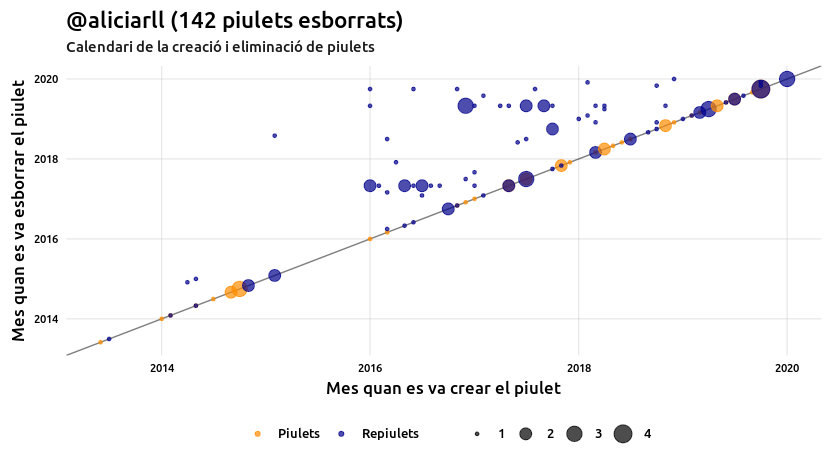 @aliciarll (142 piulets esborrats)
Calendari de la creació i eliminació de piulets
Mes quan es va esborrar el piulet
2020
2018
2016
2014
2014 2016 2018 2020
Mes quan es va crear el piulet
Piulets Repiulets 1 2 3 4